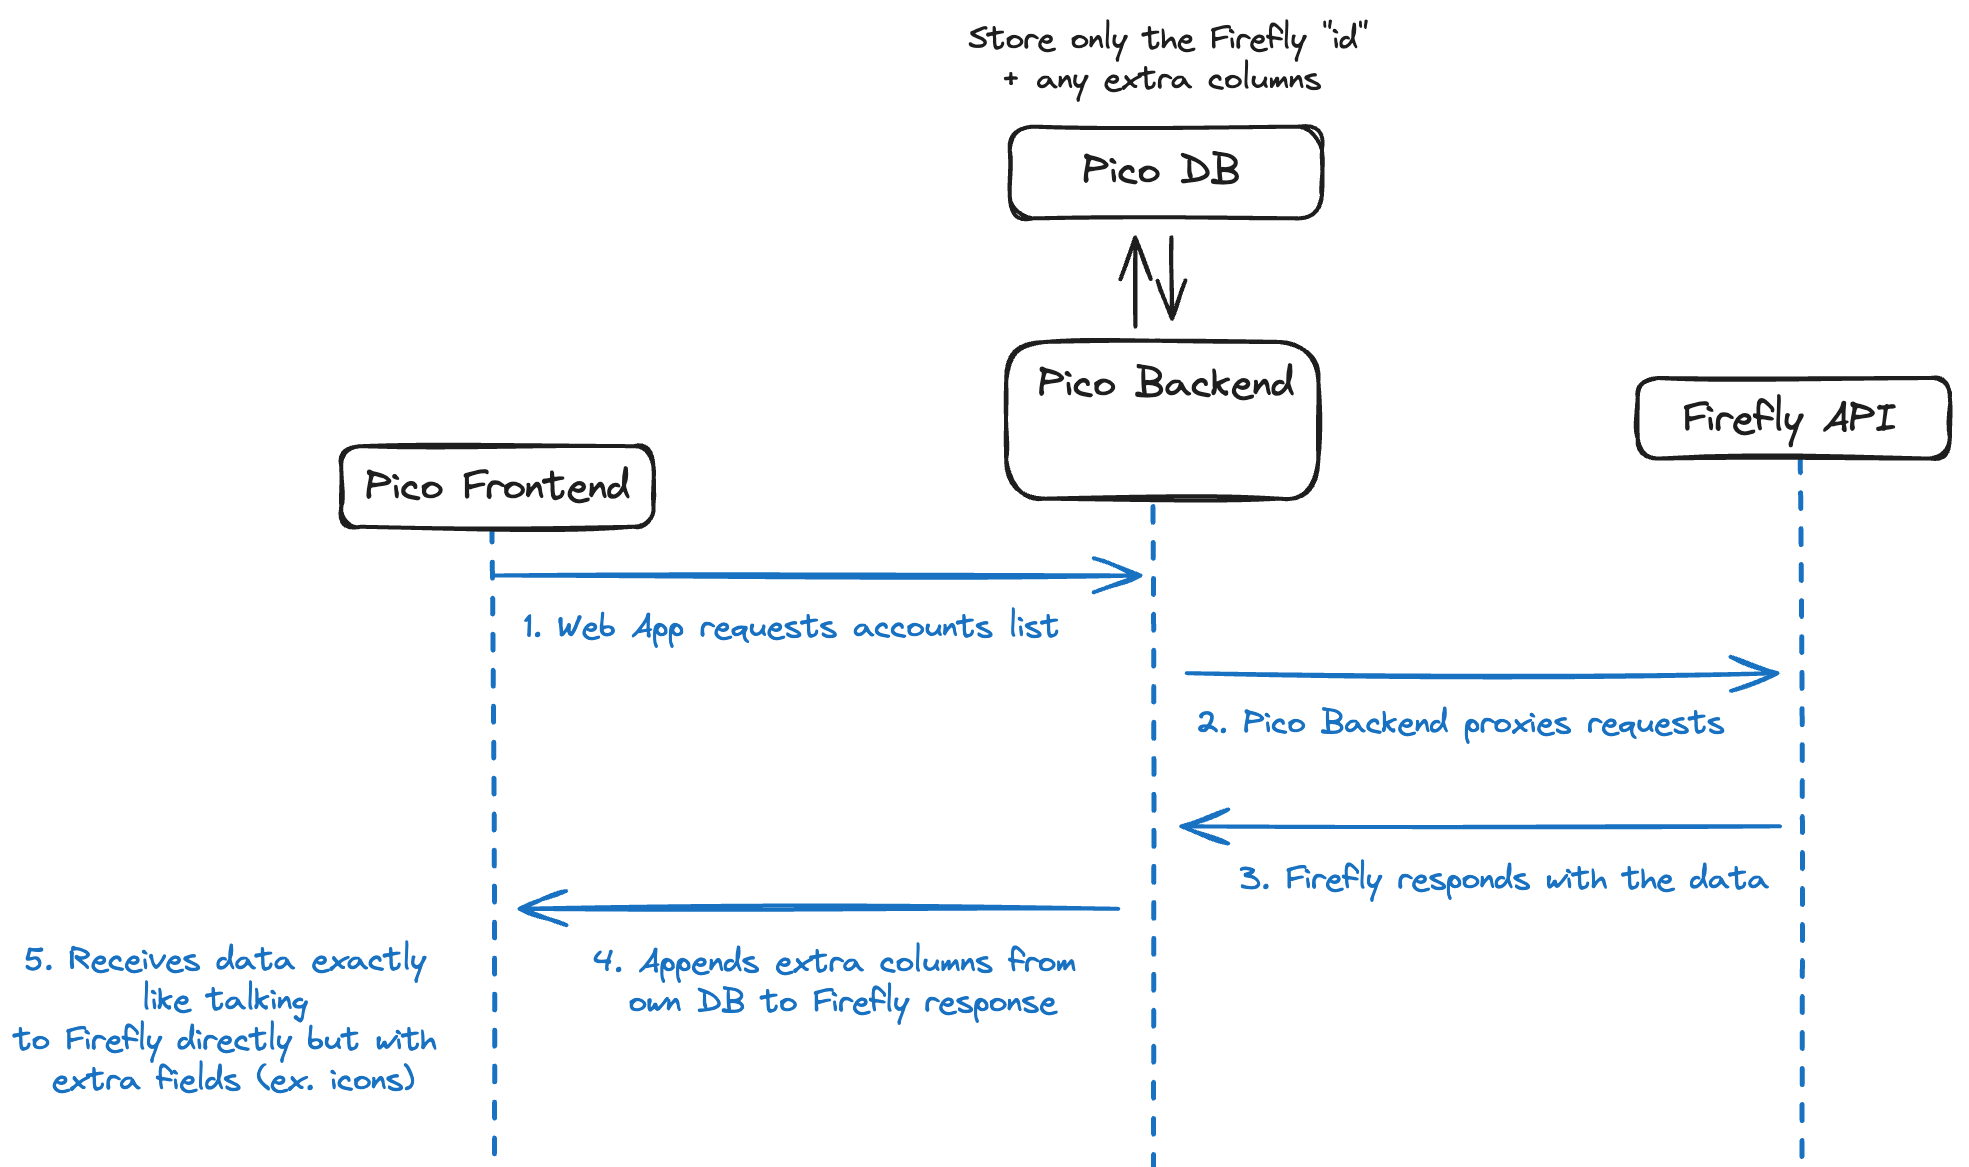 Store only the Firefly "id"
+ any extra columns
Pico DB
Pico Backend
Firefly API
Pico Frontend
1. Web App requests accounts list
2. Pico Backend proxies requests
3. Firefly responds with the data
4. Appends extra columns from
own DB to Firefly response
5. Receives data exactly
like talking
to Firefly directly but with
extra fields (ex. icons)